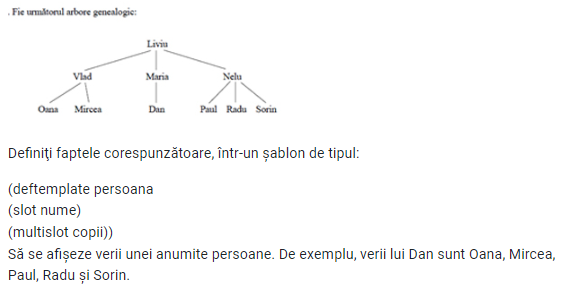 . Fie următorul arbore genealogic:
Liviu
Vlad Maria Nelu
Oana Mircea Dan Paul Radu Sorin
Definiţi faptele corespunzătoare, într-un șablon de tipul:
(deftemplate persoana
(slot nume)
(multislot copii))
Să se afișeze verii unei anumite persoane. De exemplu, verii lui Dan sunt Oana, Mircea,
Paul, Radu și Sorin.